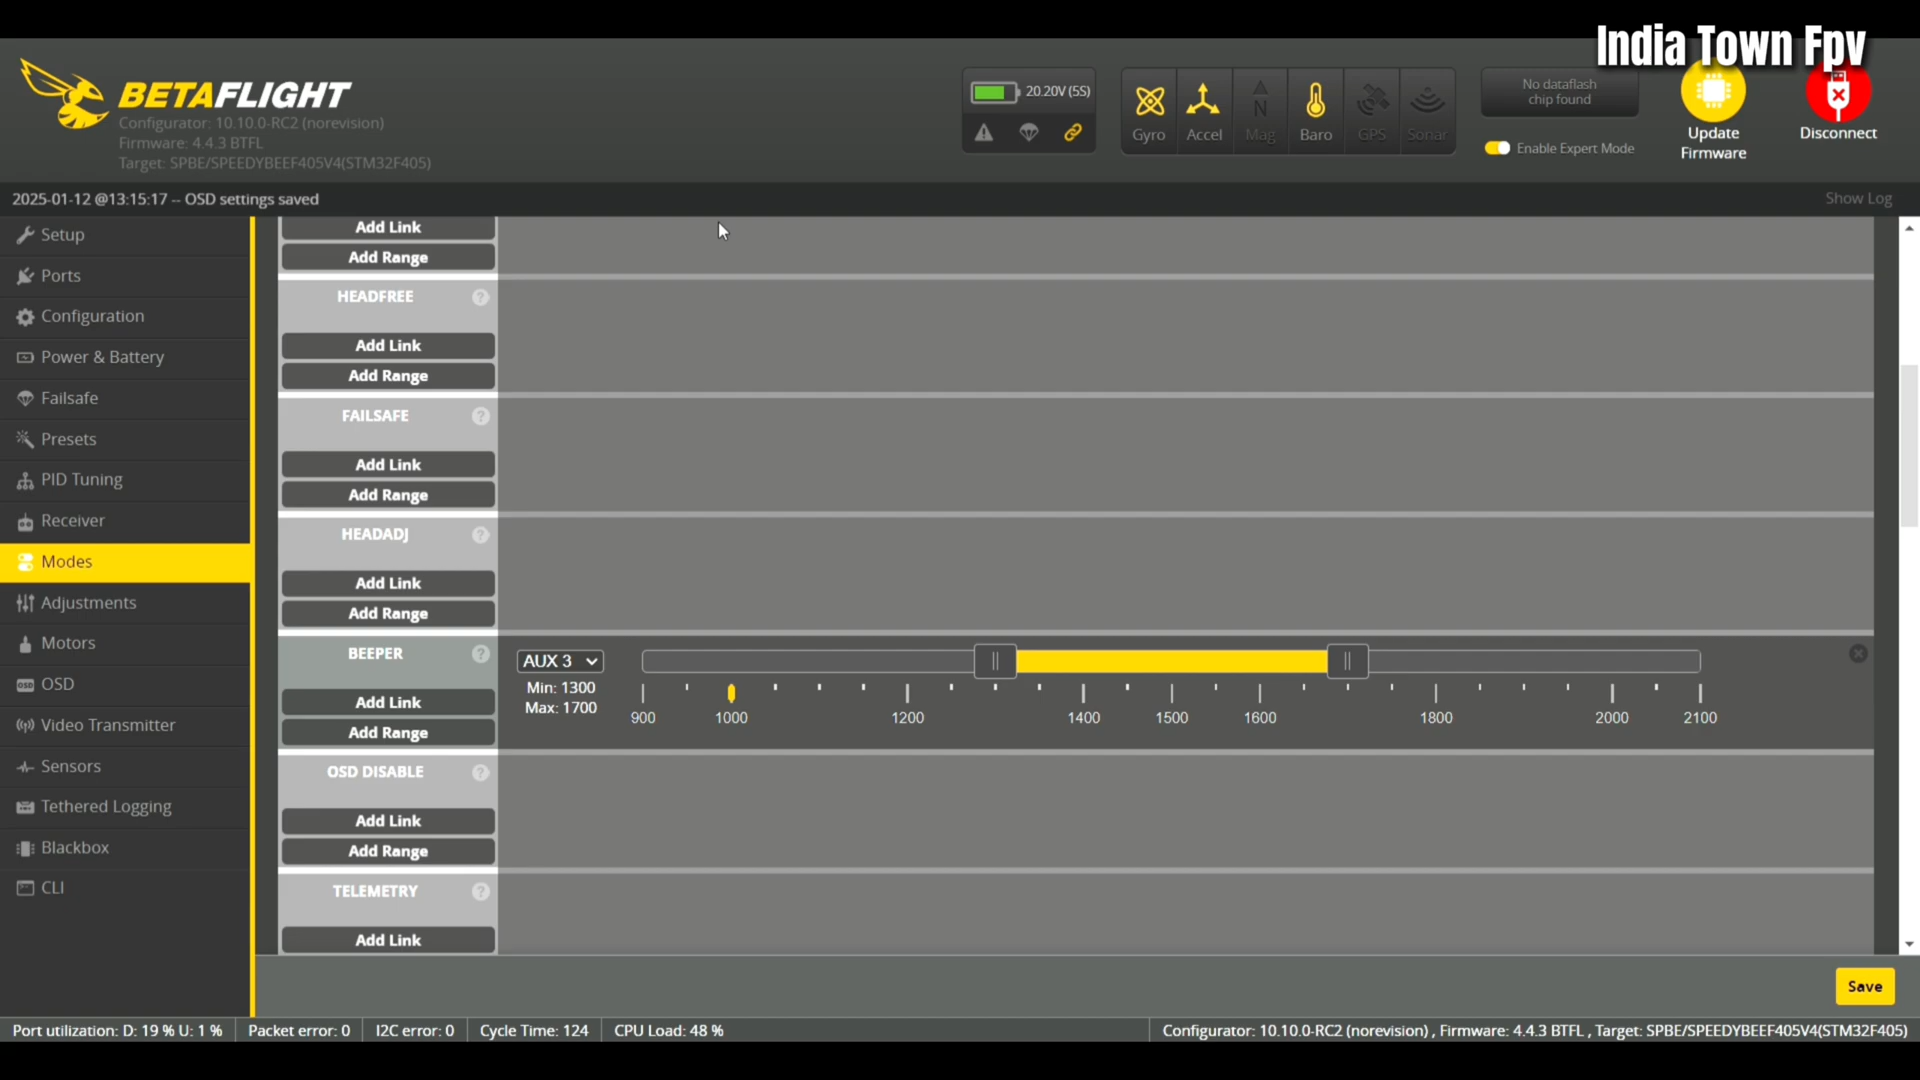 India Town Fpv
BETAFLIGHT
Configurator: 10.10.0-RC2 (norevision)
Firmware: 4.4.3 BTFL
Target: SPBE/SPEEDYBEEF405V4(STM32F405)
20.20V (5S)
Gyro
Accel
Mag
Baro
GPS
Sonar
No dataflash
chip found
Enable Expert Mode
Update
Firmware
Disconnect
2025-01-12 @13:15:17 -- OSD settings saved
Show Log
Setup
Ports
Configuration
Power & Battery
Failsafe
Presets
PID Tuning
Receiver
Modes
Adjustments
Motors
OSD
Video Transmitter
Sensors
Tethered Logging
Blackbox
CLI
Add Link
Add Range
HEADFREE
Add Link
Add Range
FAILSAFE
Add Link
Add Range
HEADADJ
Add Link
Add Range
BEEPER
Add Link
Add Range
AUX 3
Min: 1300
Max: 1700
900 1000 1200 1400 1500 1600 1800 2000 2100
OSD DISABLE
Add Link
Add Range
TELEMETRY
Add Link
Save
Port utilization: D: 19 % U: 1 % Packet error: 0 I2C error: 0 Cycle Time: 124 CPU Load: 48 % Configurator: 10.10.0-RC2 (norevision) , Firmware: 4.4.3 BTFL , Target: SPBE/SPEEDYBEEF405V4(STM32F405)